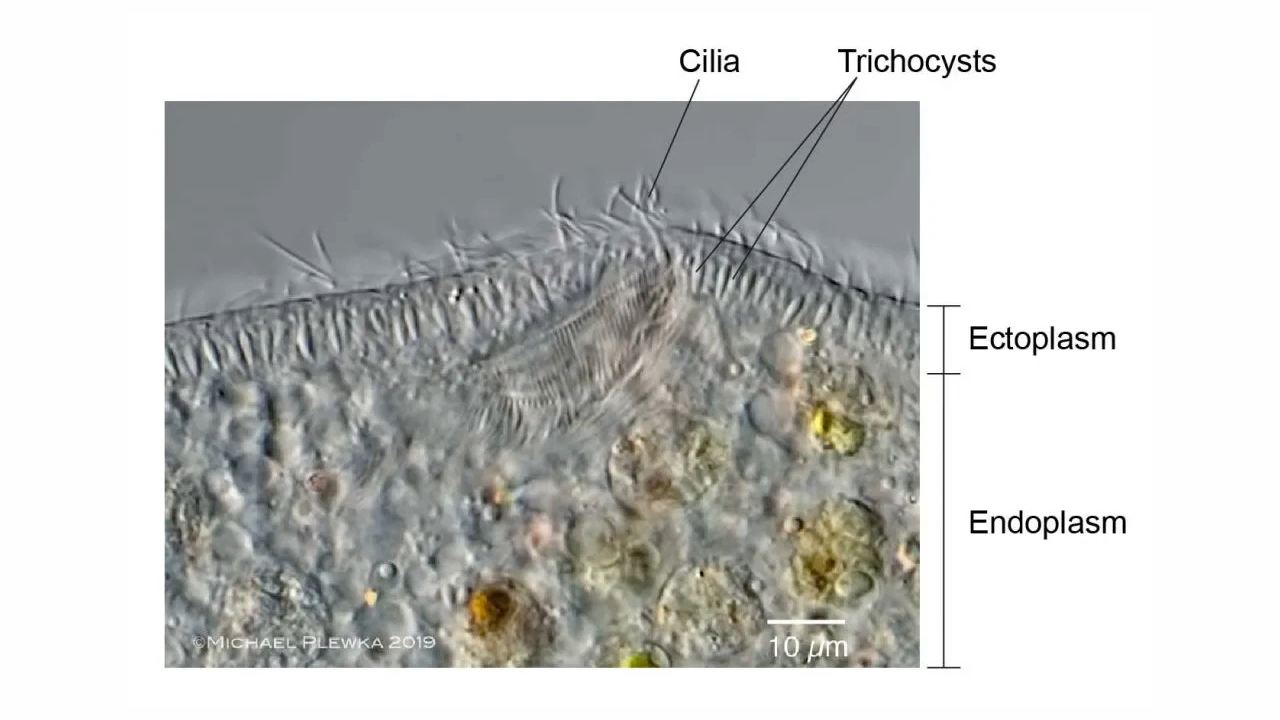 Cilia
Trichocysts
Ectoplasm
Endoplasm
©MICHAEL PLEWKA 2019
10 µm